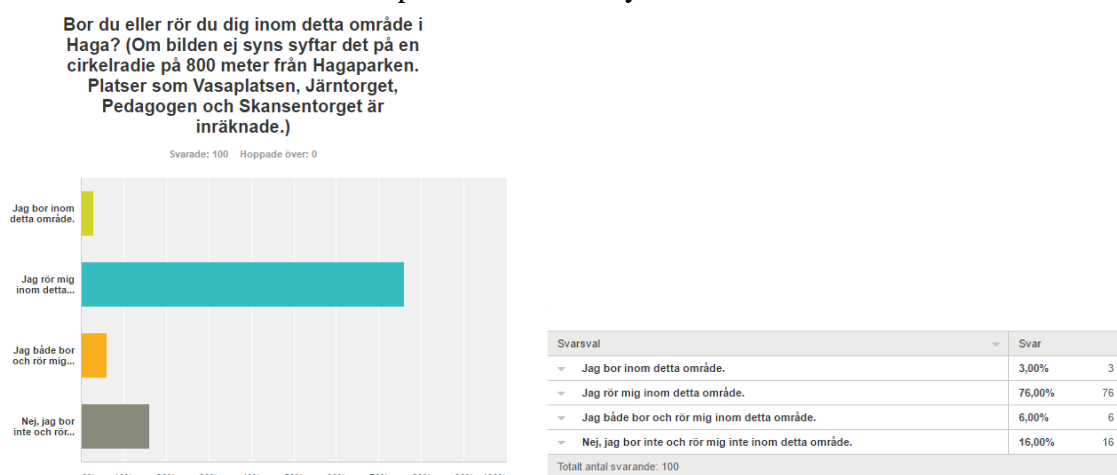 Bor du eller rör du dig inom detta område i
Haga? (Om bilden ej syns syftar det på en
cirkelradie på 800 meter från Hagaparken.
Platser som Vasaplatsen, Järntorget,
Pedagogen och Skansentorget är
inräknade.)
Svarade: 100 Hoppade över: 0
Jag bor inom
detta område.
Jag rör mig
inom detta...
Jag både bor
och rör mig...
Nej, jag bor
inte och rör...
Svarsval Svar
Jag bor inom detta område. 3,00% 3
Jag rör mig inom detta område. 76,00% 76
Jag både bor och rör mig inom detta område. 6,00% 6
Nej, jag bor inte och rör mig inte inom detta område. 16,00% 16
Totalt antal svarande: 100